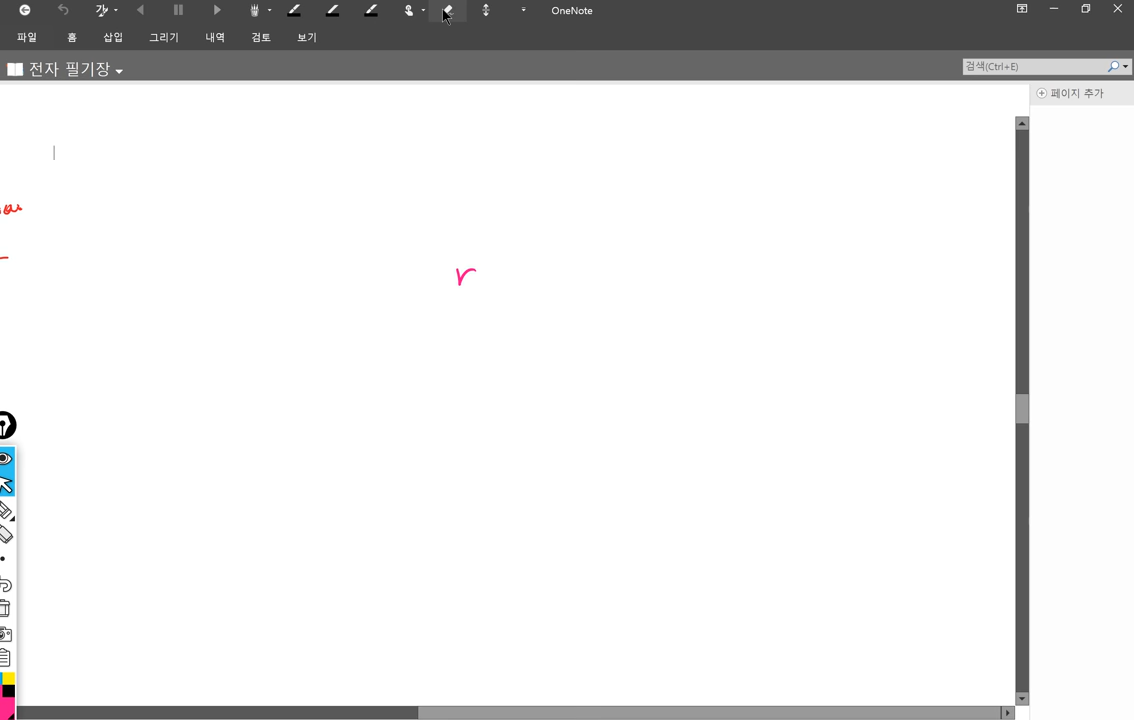 OneNote
파일 홈 삽입 그리기 내역 검토 보기
전자 필기장
검색(Ctrl+E)
페이지 추가
r